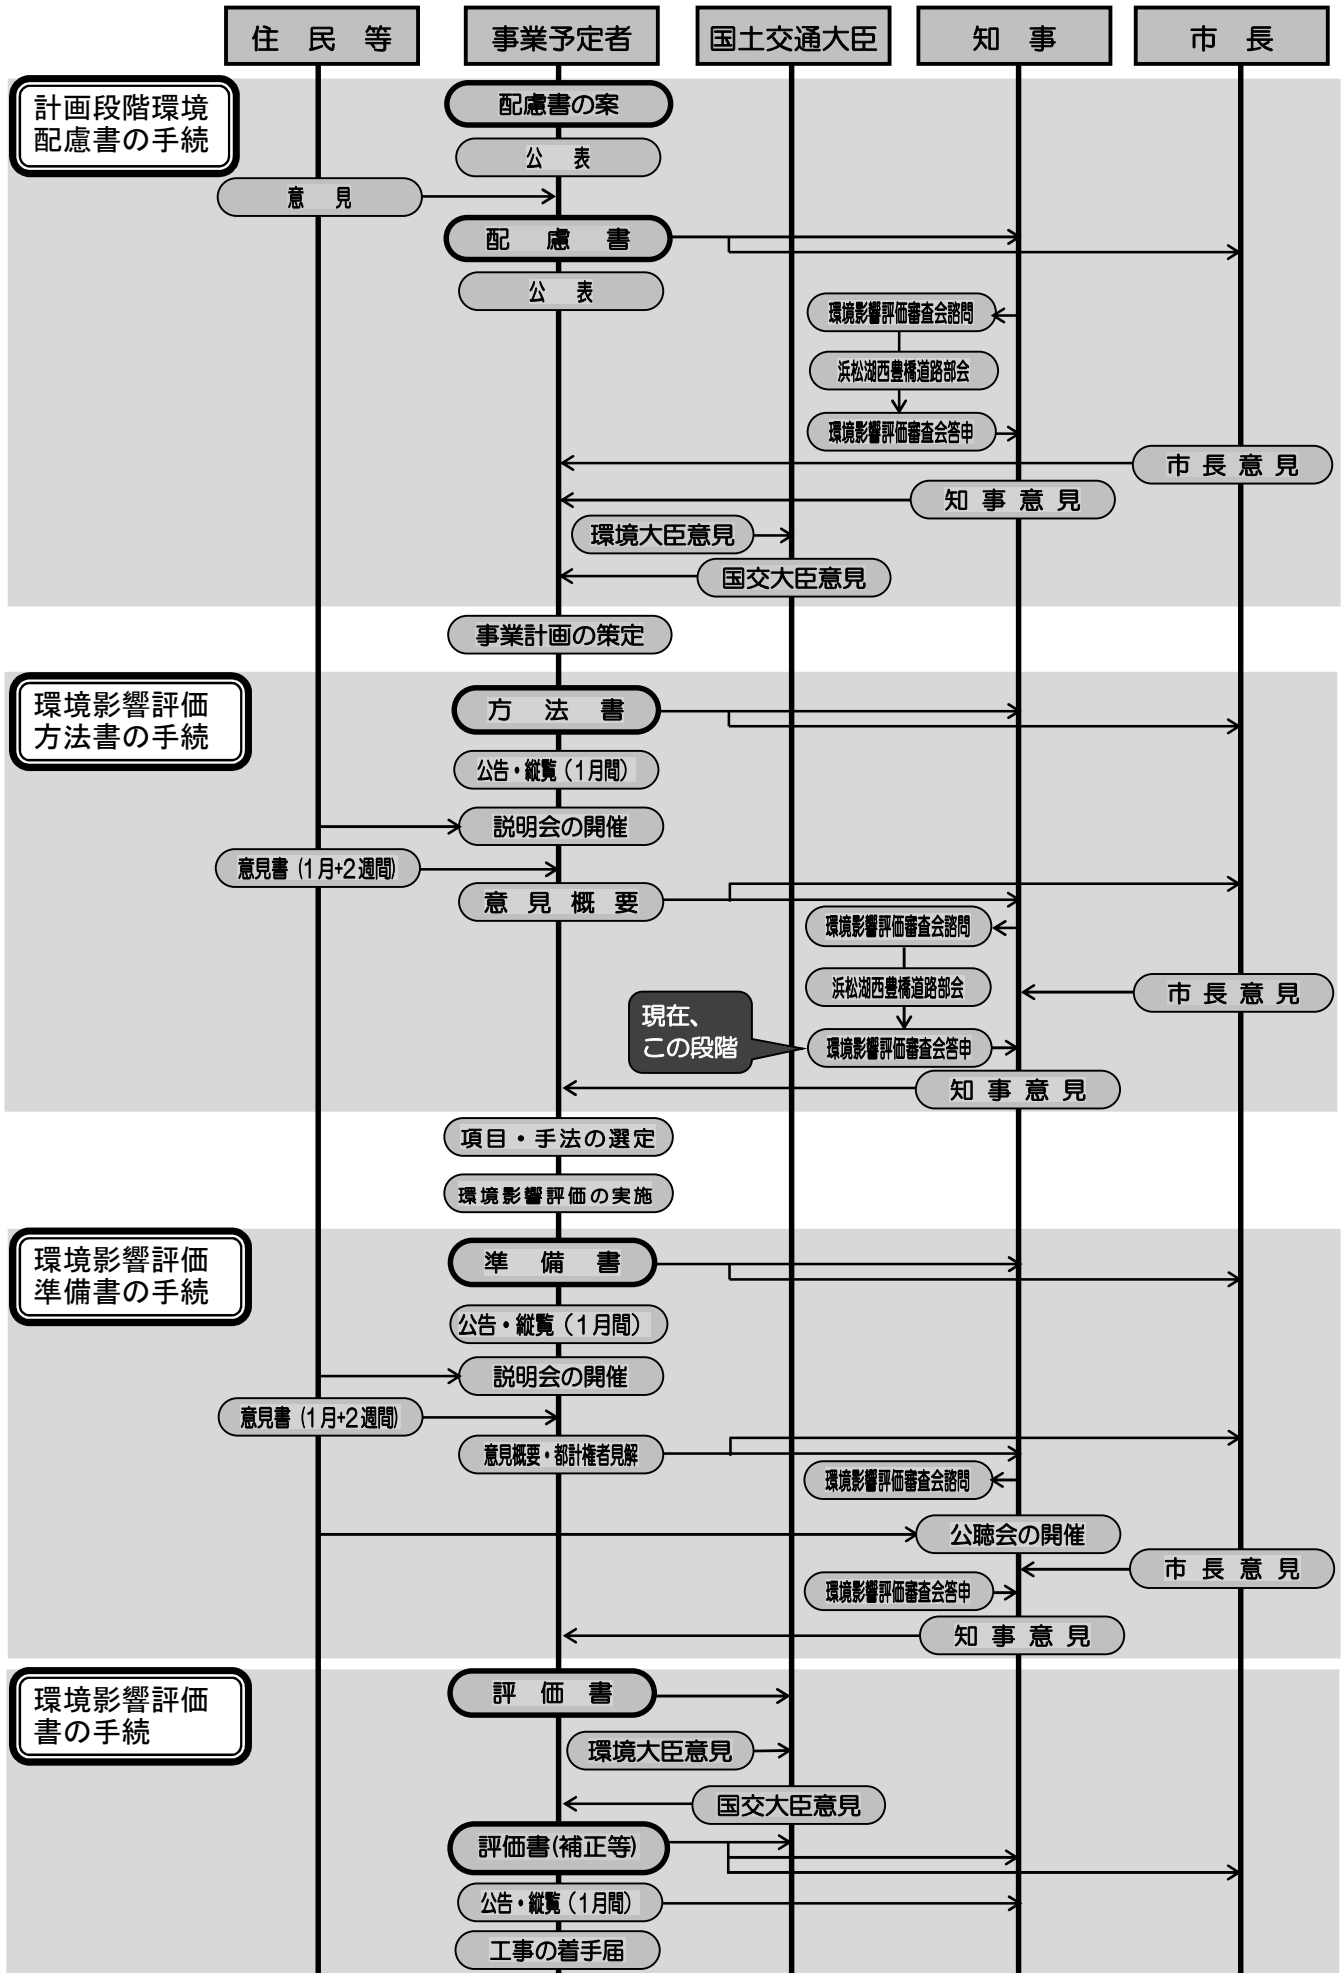 住　民　等
事業予定者
国土交通大臣
知　事
市　長
計画段階環境
配慮書の手続
配慮書の案
公　表
意　見
配　慮　書
公　表
環境影響評価審査会諮問
浜松湖西豊橋道路部会
環境影響評価審査会答申
市 長 意 見
知 事 意 見
環境大臣意見
国交大臣意見
事業計画の策定
環境影響評価
方法書の手続
方　法　書
公告・縦覧（1月間）
説明会の開催
意見書（1月+2週間）
意 見 概 要
環境影響評価審査会諮問
浜松湖西豊橋道路部会
市 長 意 見
現在、
この段階
環境影響評価審査会答申
知 事 意 見
項目・手法の選定
環境影響評価の実施
環境影響評価
準備書の手続
準　備　書
公告・縦覧（1月間）
説明会の開催
意見書（1月+2週間）
意見概要・都計権者見解
環境影響評価審査会諮問
公聴会の開催
市 長 意 見
環境影響評価審査会答申
知 事 意 見
環境影響評価
書の手続
評　価　書
環境大臣意見
国交大臣意見
評価書(補正等)
公告・縦覧（1月間）
工事の着手届